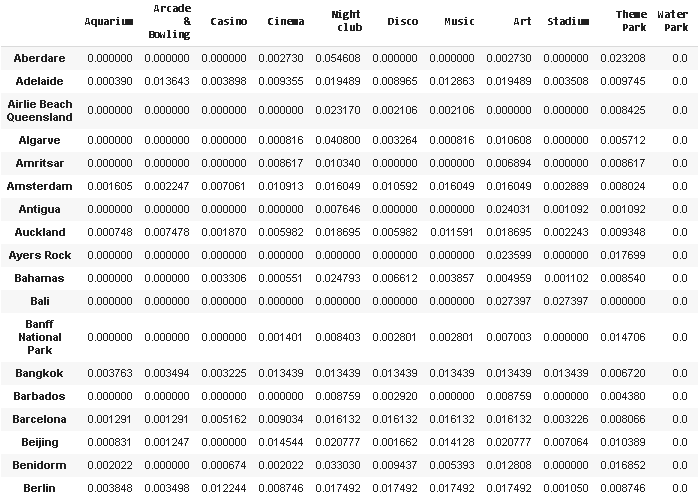 Aquarium Arcade & Bowling Casino Cinema Night club Disco Music Art Stadium Theme Park Water Park
Aberdare 0.000000 0.000000 0.000000 0.002730 0.054608 0.000000 0.000000 0.002730 0.000000 0.023208 0.0
Adelaide 0.000390 0.013643 0.003898 0.009355 0.019489 0.008965 0.012863 0.019489 0.003508 0.009745 0.0
Airlie Beach Queensland 0.000000 0.000000 0.000000 0.000000 0.023170 0.002106 0.002106 0.000000 0.000000 0.008425 0.0
Algarve 0.000000 0.000000 0.000000 0.000816 0.040800 0.003264 0.000816 0.010608 0.000000 0.005712 0.0
Amritsar 0.000000 0.000000 0.000000 0.008617 0.010340 0.000000 0.000000 0.006894 0.000000 0.008617 0.0
Amsterdam 0.001605 0.002247 0.007061 0.010913 0.016049 0.010592 0.016049 0.016049 0.002889 0.008024 0.0
Antigua 0.000000 0.000000 0.000000 0.000000 0.007646 0.000000 0.000000 0.024031 0.001092 0.001092 0.0
Auckland 0.000748 0.007478 0.001870 0.005982 0.018695 0.005982 0.011591 0.018695 0.002243 0.009348 0.0
Ayers Rock 0.000000 0.000000 0.000000 0.000000 0.000000 0.000000 0.000000 0.023599 0.000000 0.017699 0.0
Bahamas 0.000000 0.000000 0.003306 0.000551 0.024793 0.006612 0.003857 0.004959 0.001102 0.008540 0.0
Bali 0.000000 0.000000 0.000000 0.000000 0.000000 0.000000 0.000000 0.027397 0.027397 0.000000 0.0
Banff National Park 0.000000 0.000000 0.000000 0.001401 0.008403 0.002801 0.002801 0.007003 0.000000 0.014706 0.0
Bangkok 0.003763 0.003494 0.003225 0.013439 0.013439 0.013439 0.013439 0.013439 0.013439 0.006720 0.0
Barbados 0.000000 0.000000 0.000000 0.000000 0.008759 0.002920 0.000000 0.008759 0.000000 0.004380 0.0
Barcelona 0.001291 0.001291 0.005162 0.009034 0.016132 0.016132 0.016132 0.016132 0.003226 0.008066 0.0
Beijing 0.000831 0.001247 0.000000 0.014544 0.020777 0.001662 0.014128 0.020777 0.007064 0.010389 0.0
Benidorm 0.002022 0.000000 0.000674 0.002022 0.033030 0.009437 0.005393 0.012808 0.000000 0.016852 0.0
Berlin 0.003848 0.003498 0.012244 0.008746 0.017492 0.017492 0.017492 0.017492 0.001050 0.008746 0.0